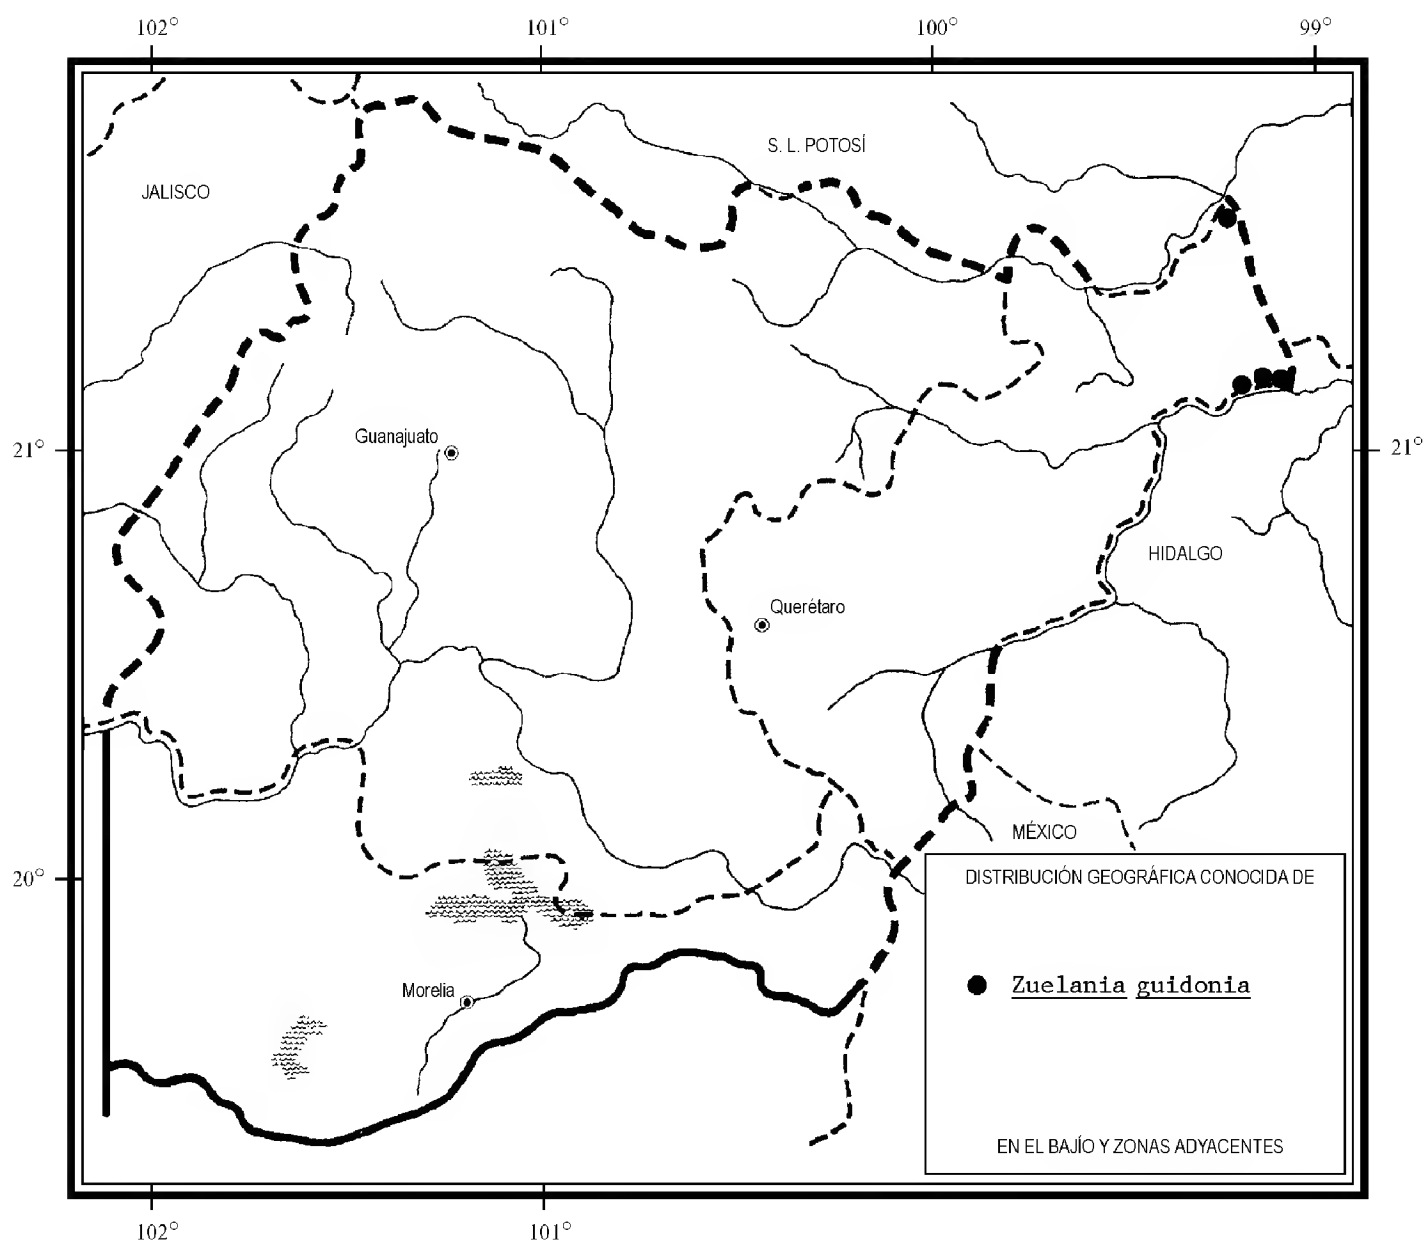 102° 101° 100° 99°
S. L. POTOSÍ
JALISCO
Guanajuato
21° 21°
HIDALGO
Querétaro
MÉXICO
20°
DISTRIBUCIÓN GEOGRÁFICA CONOCIDA DE
Zuelania guidonia
Morelia
EN EL BAJÍO Y ZONAS ADYACENTES
102° 101°